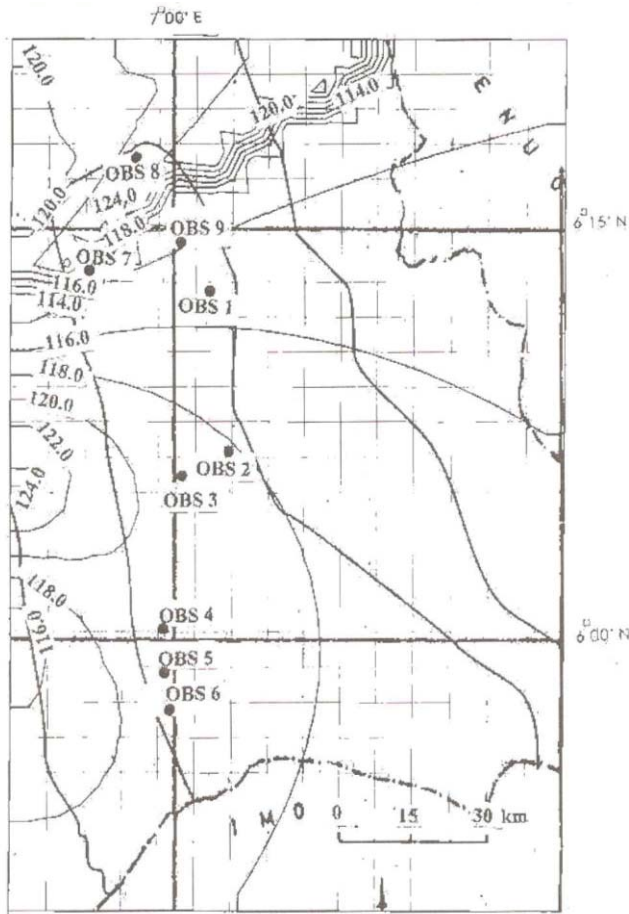 7°00' E
120.0
120.0
114.0
E N U G
OBS 8
124.0
120.0
118.0
OBS 9
6°15' N
OBS 7
116.0
OBS 1
114.0
116.0
118.0
120.0
122.0
OBS 2
124.0
OBS 3
118.0
OBS 4
116.0
6°00' N
OBS 5
OBS 6
I M O
0 15 30 km